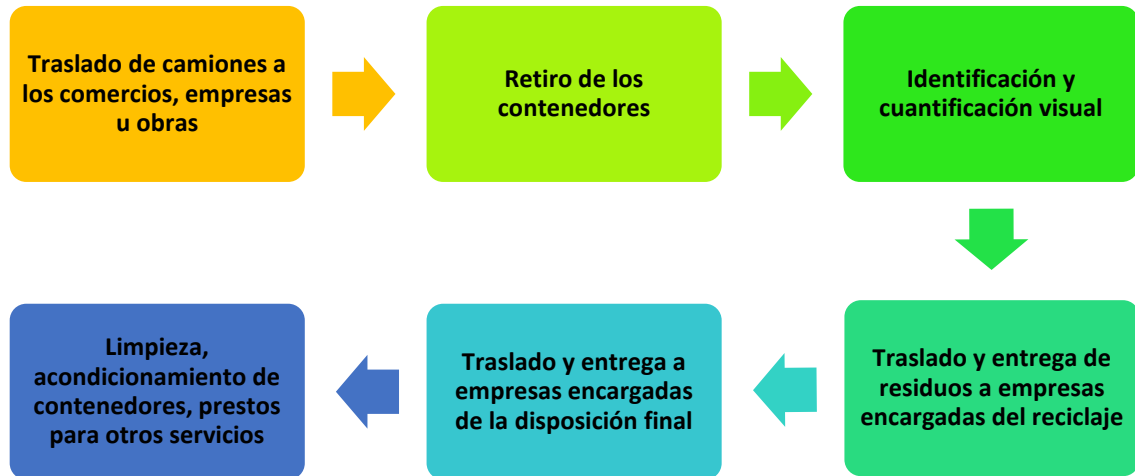 Traslado de camiones a
los comercios, empresas
u obras
Retiro de los
contenedores
Identificación y
cuantificación visual
Traslado y entrega de
residuos a empresas
encargadas del reciclaje
Traslado y entrega a
empresas encargadas
de la disposición final
Limpieza,
acondicionamiento de
contenedores, prestos
para otros servicios